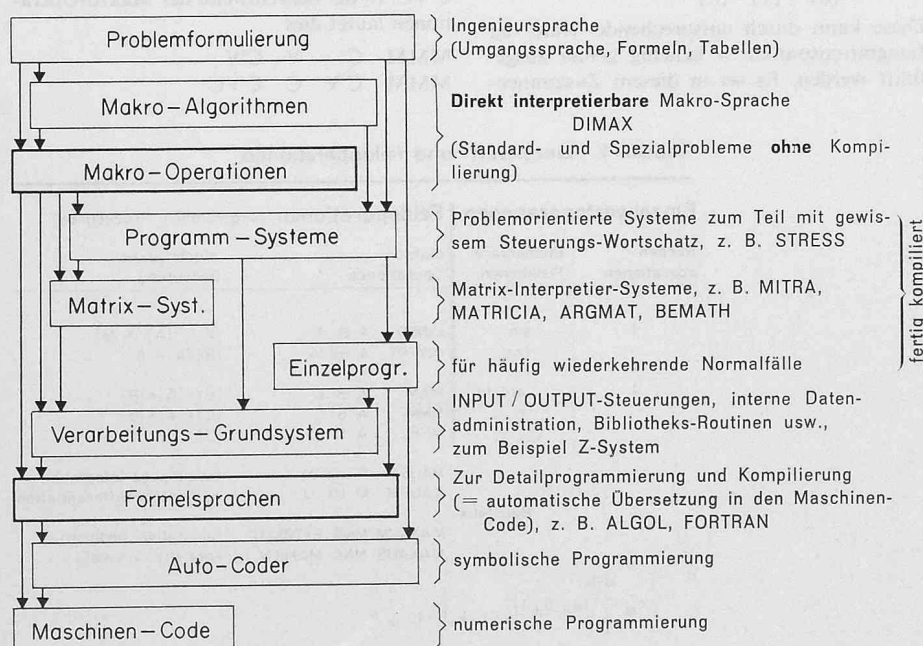 Problemformulierung
Ingenieursprache
(Umgangssprache, Formeln, Tabellen)
Makro-Algorithmen
Direkt interpretierbare Makro-Sprache
DIMAX
(Standard- und Spezialprobleme ohne Kompi-
lierung)
Makro-Operationen
Programm-Systeme
Problemorientierte Systeme zum Teil mit gewis-
sem Steuerungs-Wortschatz, z. B. STRESS
Matrix-Syst.
Matrix-Interpretier-Systeme, z. B. MITRA,
MATRICIA, ARGMAT, BEMATH
fertig kompiliert
Einzelprogr.
für häufig wiederkehrende Normalfälle
Verarbeitungs-Grundsystem
INPUT / OUTPUT-Steuerungen, interne Daten-
administration, Bibliotheks-Routinen usw.,
zum Beispiel Z-System
Formelsprachen
Zur Detailprogrammierung und Kompilierung
(= automatische Übersetzung in den Maschinen-
Code), z. B. ALGOL, FORTRAN
Auto-Coder
symbolische Programmierung
Maschinen-Code
numerische Programmierung